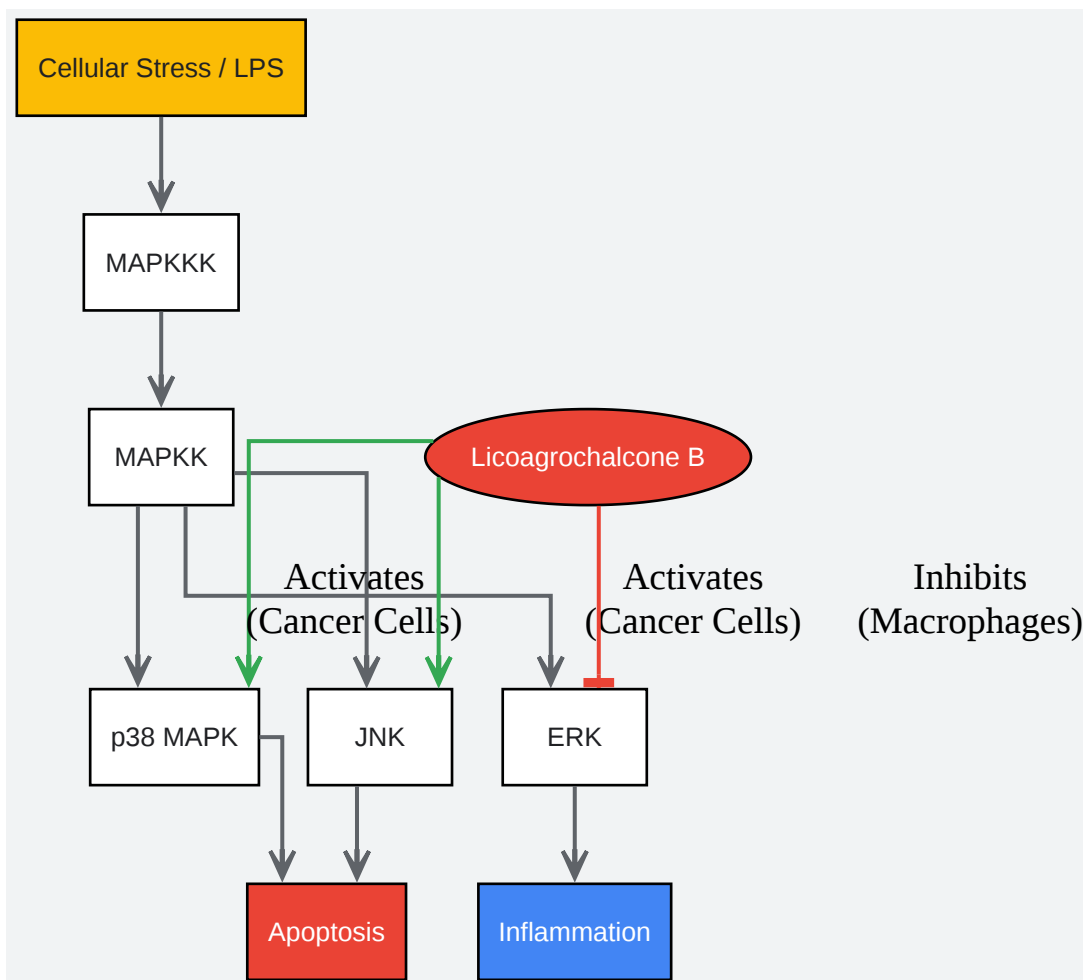 Cellular Stress / LPS
MAPKKK
MAPKK
Licoagrochalcone B
Activates
(Cancer Cells)
Activates
(Cancer Cells)
Inhibits
(Macrophages)
p38 MAPK
JNK
ERK
Apoptosis
Inflammation